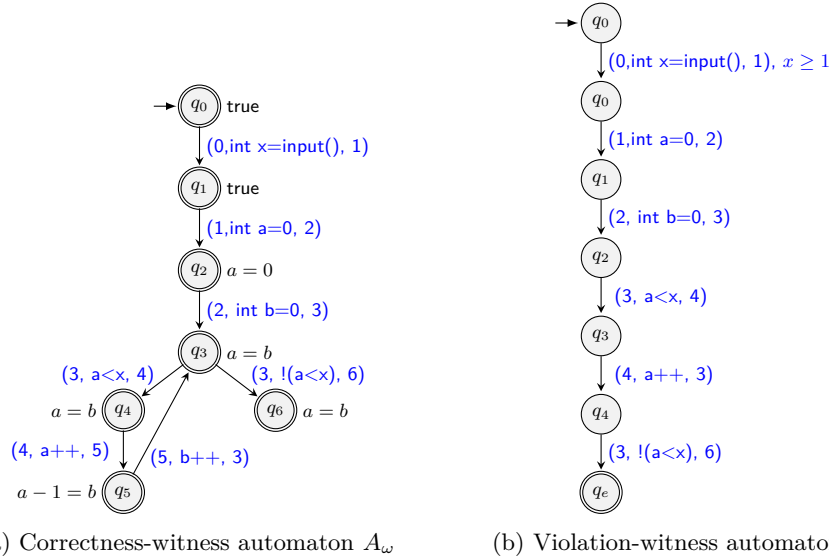 q0 true
(0,int x=input(), 1)
q1 true
(1,int a=0, 2)
q2 a = 0
(2, int b=0, 3)
q3 a = b
(3, a<x, 4) (3, !(a<x), 6)
a = b q4 q6 a = b
(4, a++, 5) (5, b++, 3)
a − 1 = b q5
) Correctness-witness automaton Aω
q0
(0,int x=input(), 1), x ≥ 1
q0
(1,int a=0, 2)
q1
(2, int b=0, 3)
q2
(3, a<x, 4)
q3
(4, a++, 3)
q4
(3, !(a<x), 6)
qe
(b) Violation-witness automato